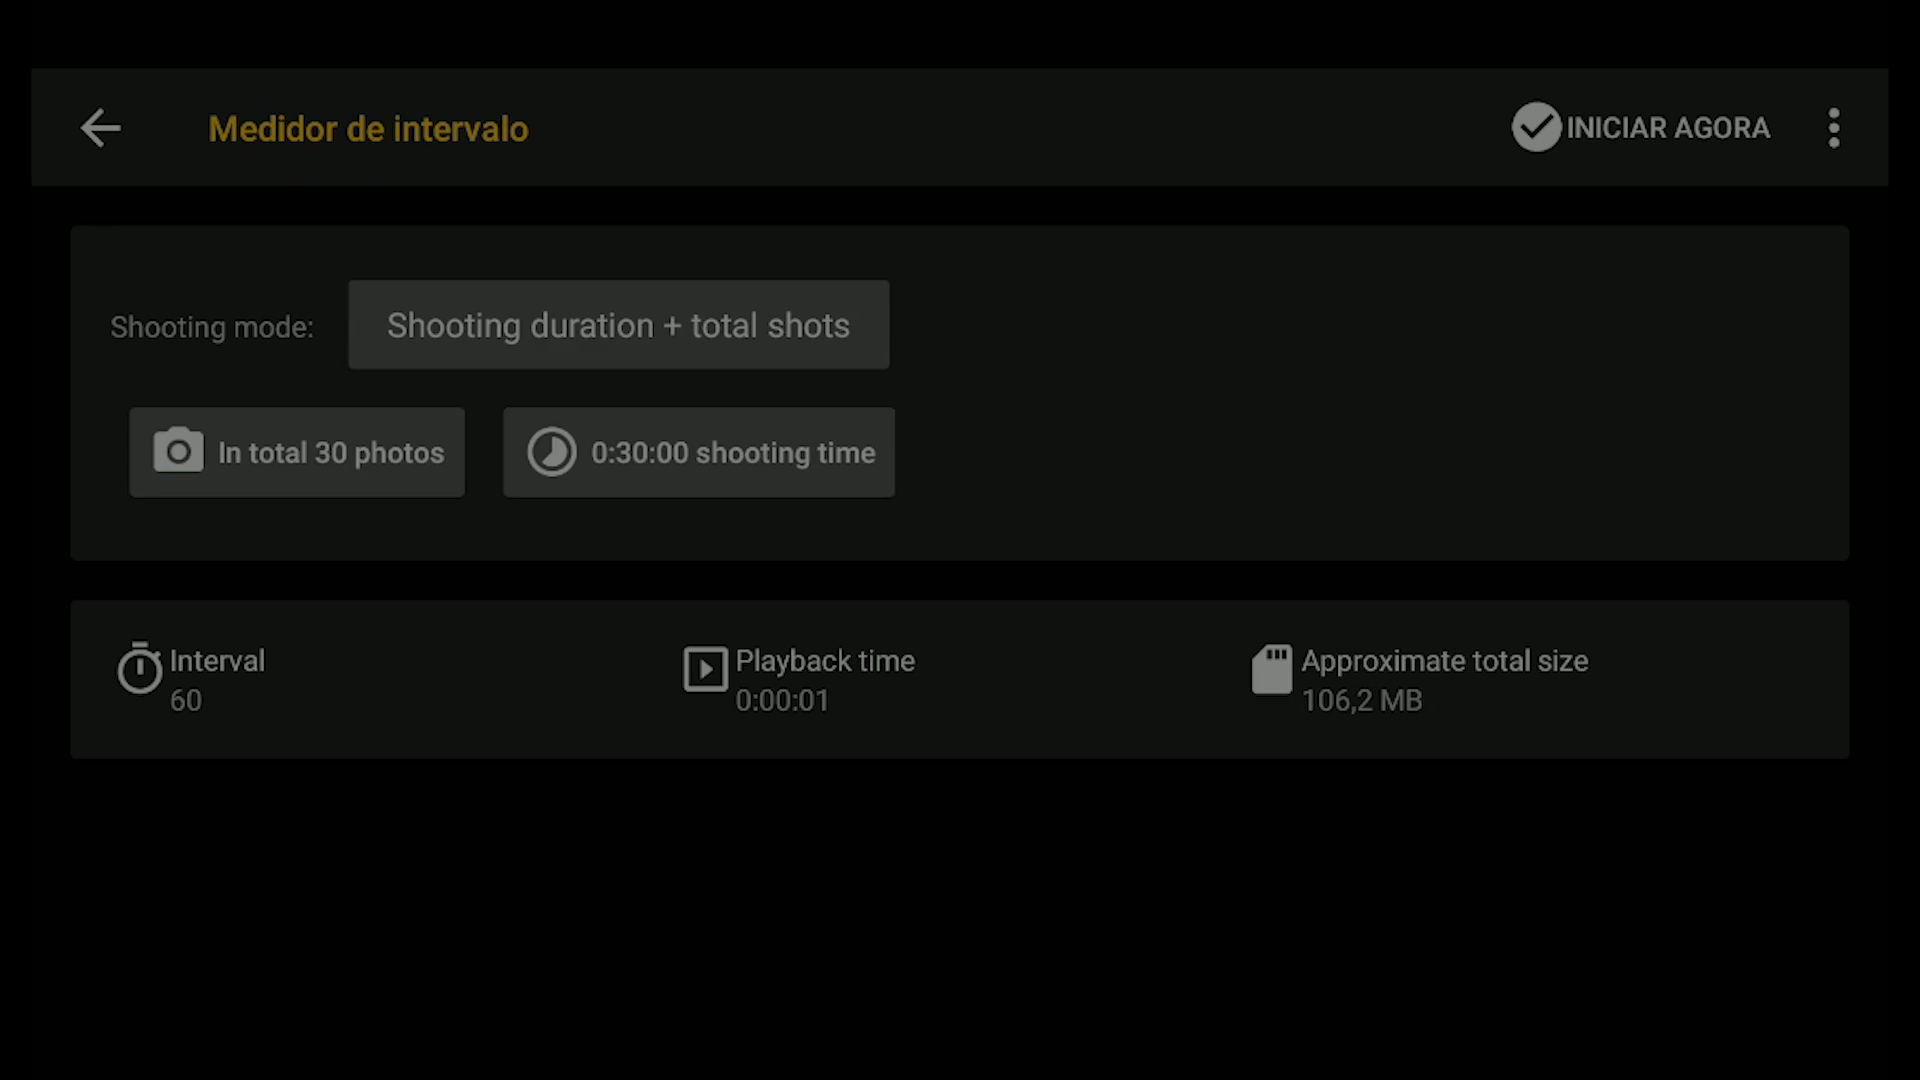 Medidor de intervalo
INICIAR AGORA
Shooting mode:
Shooting duration + total shots
In total 30 photos
0:30:00 shooting time
Interval
60
Playback time
0:00:01
Approximate total size
106,2 MB